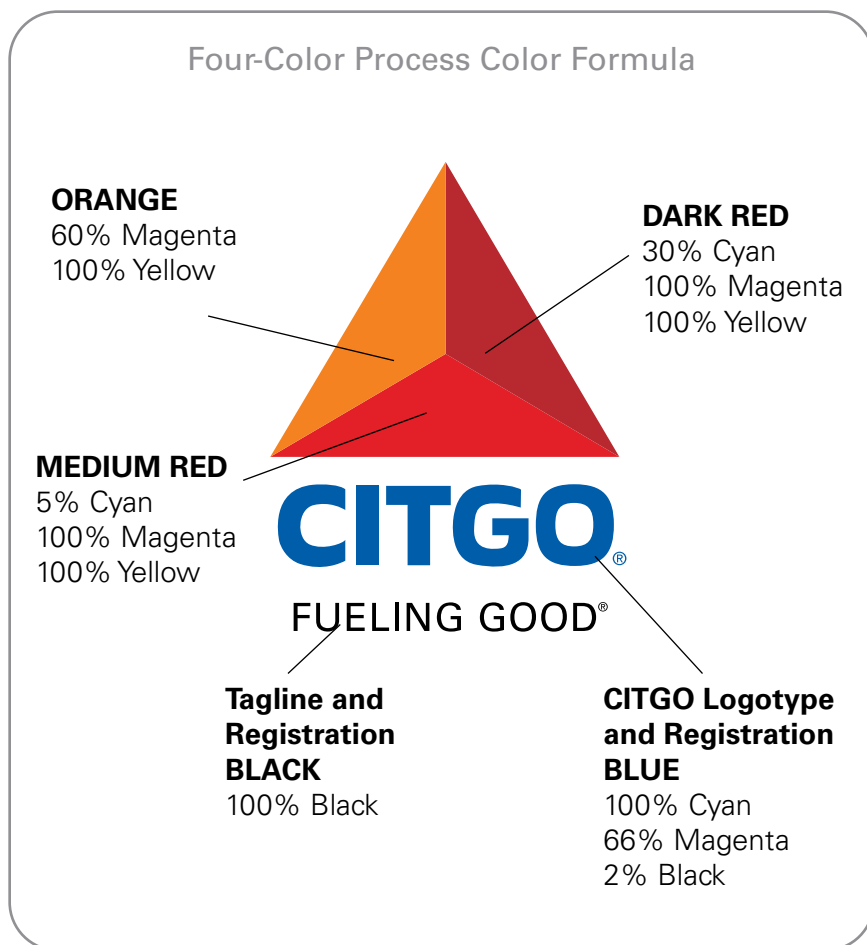 Four-Color Process Color Formula
ORANGE
60% Magenta
100% Yellow
DARK RED
30% Cyan
100% Magenta
100% Yellow
MEDIUM RED
5% Cyan
100% Magenta
100% Yellow
CITGO®
FUELING GOOD®
Tagline and
Registration
BLACK
100% Black
CITGO Logotype
and Registration
BLUE
100% Cyan
66% Magenta
2% Black